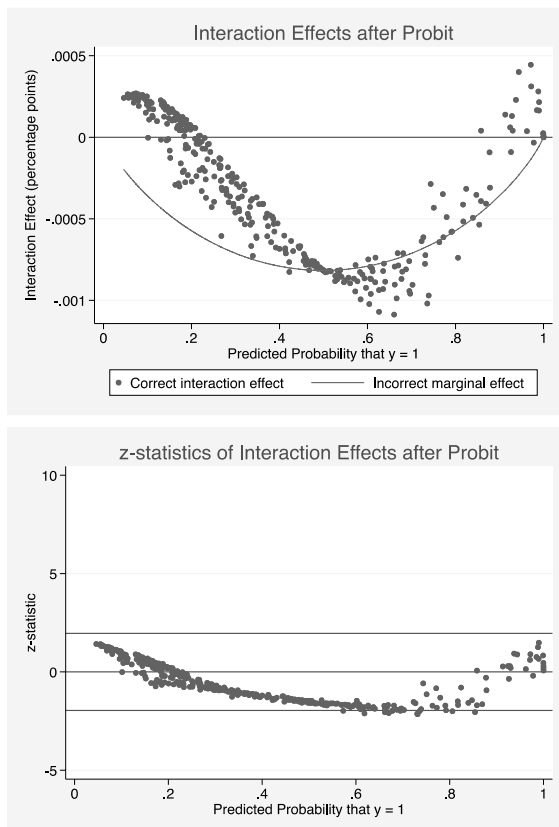 Interaction Effects after Probit
Interaction Effect (percentage points)
.0005
0
-.0005
-.001
0 .2 .4 .6 .8 1
Predicted Probability that y = 1
Correct interaction effect Incorrect marginal effect
z-statistics of Interaction Effects after Probit
z-statistic
10
5
0
-5
0 .2 .4 .6 .8 1
Predicted Probability that y = 1